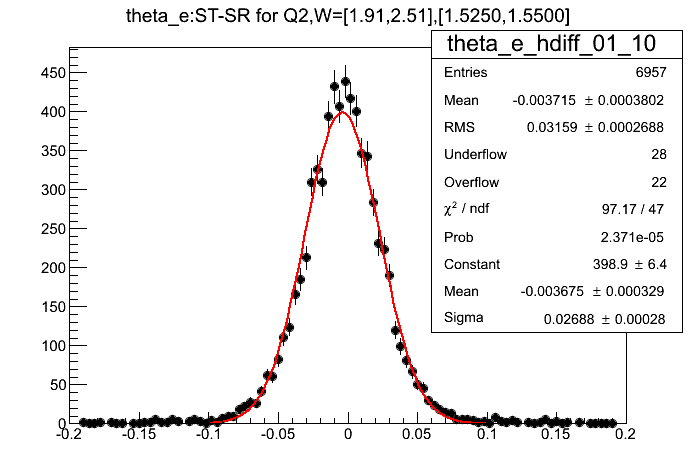 theta_e:ST-SR for Q2,W=[1.91,2.51],[1.5250,1.5500]
theta_e_hdiff_01_10
Entries 6957
Mean -0.003715 ± 0.0003802
RMS 0.03159 ± 0.0002688
Underflow 28
Overflow 22
χ² / ndf 97.17 / 47
Prob 2.371e-05
Constant 398.9 ± 6.4
Mean -0.003675 ± 0.000329
Sigma 0.02688 ± 0.00028
450
400
350
300
250
200
150
100
50
0
-0.2 -0.15 -0.1 -0.05 0 0.05 0.1 0.15 0.2